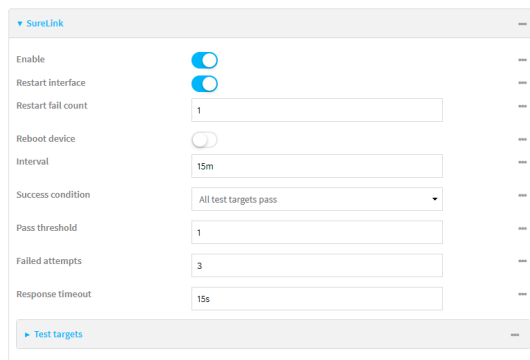 SureLink
Enable
Restart interface
Restart fail count
1
Reboot device
Interval
15m
Success condition
All test targets pass
Pass threshold
1
Failed attempts
3
Response timeout
15s
Test targets